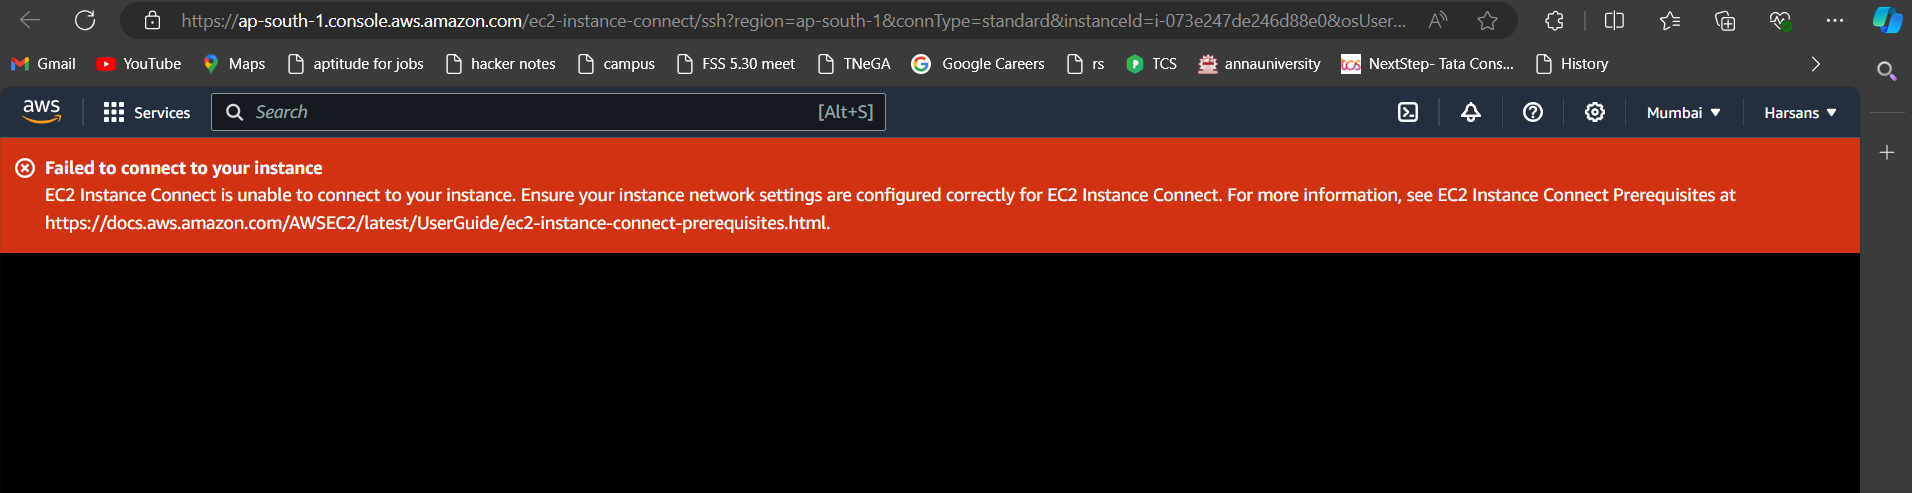 https://ap-south-1.console.aws.amazon.com/ec2-instance-connect/ssh?region=ap-south-1&connType=standard&instanceId=i-073e247de246d88e0&osUser...
Gmail YouTube Maps aptitude for jobs hacker notes campus FSS 5.30 meet TNeGA Google Careers rs TCS annauniversity NextStep- Tata Cons... History
aws Services Search [Alt+S] Mumbai Harsans
Failed to connect to your instance
EC2 Instance Connect is unable to connect to your instance. Ensure your instance network settings are configured correctly for EC2 Instance Connect. For more information, see EC2 Instance Connect Prerequisites at
https://docs.aws.amazon.com/AWSEC2/latest/UserGuide/ec2-instance-connect-prerequisites.html.